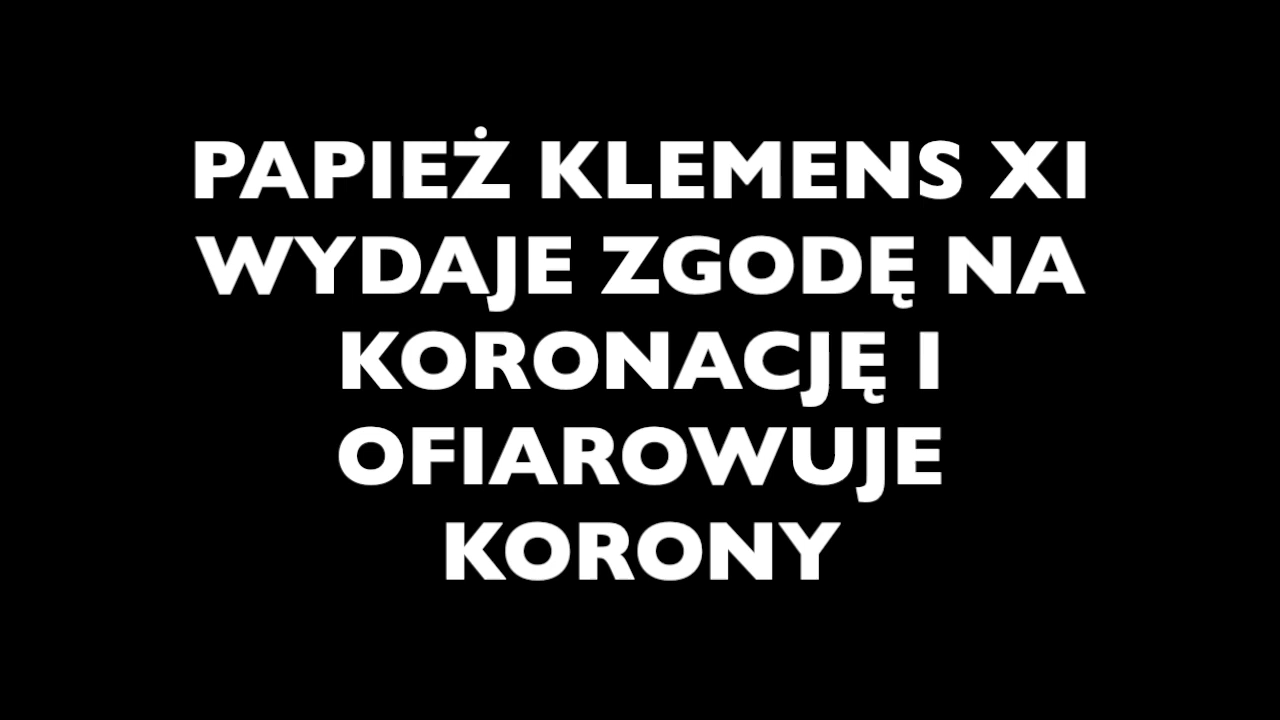 PAPIEŻ KLEMENS XI
WYDAJE ZGODĘ NA
KORONACJĘ I
OFIAROWUJE
KORONY